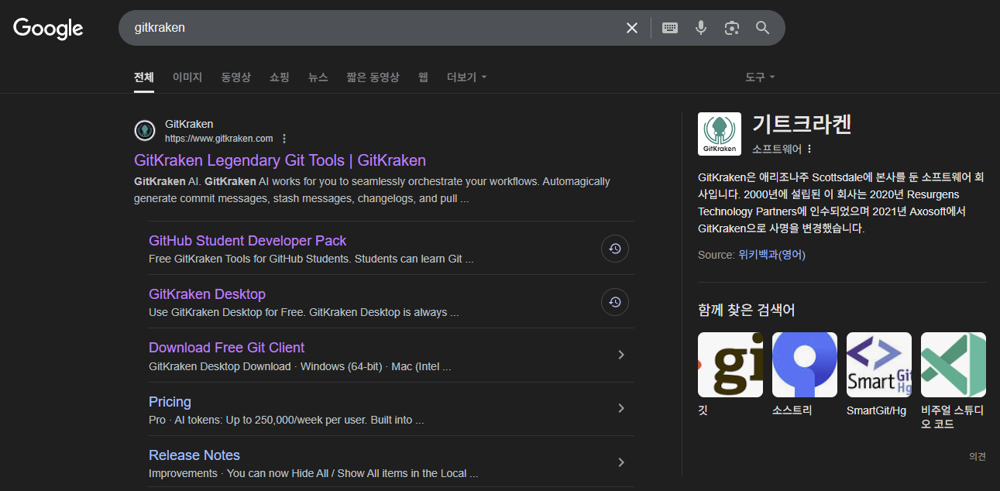 Google
gitkraken
전체 이미지 동영상 쇼핑 뉴스 짧은 동영상 웹 더보기 도구
GitKraken
https://www.gitkraken.com
GitKraken Legendary Git Tools | GitKraken
GitKraken AI. GitKraken AI works for you to seamlessly orchestrate your workflows. Automagically
generate commit messages, stash messages, changelogs, and pull ...
GitHub Student Developer Pack
Free GitKraken Tools for GitHub Students. Students can learn Git ...
GitKraken Desktop
Use GitKraken Desktop for Free. GitKraken Desktop is always ...
Download Free Git Client
GitKraken Desktop Download · Windows (64-bit) · Mac (Intel ...
Pricing
Pro · AI tokens: Up to 250,000/week per user. Built into ...
Release Notes
Improvements · You can now Hide All / Show All items in the Local ...
GitKraken
기트크라켄
소프트웨어
GitKraken은 애리조나주 Scottsdale에 본사를 둔 소프트웨어 회
사입니다. 2000년에 설립된 이 회사는 2020년 Resurgens
Technology Partners에 인수되었으며 2021년 Axosoft에서
GitKraken으로 사명을 변경했습니다.
Source: 위키백과(영어)
함께 찾은 검색어
gi
SmartGit
Hg
깃
소스트리
SmartGit/Hg
비주얼 스튜디
오 코드
의견